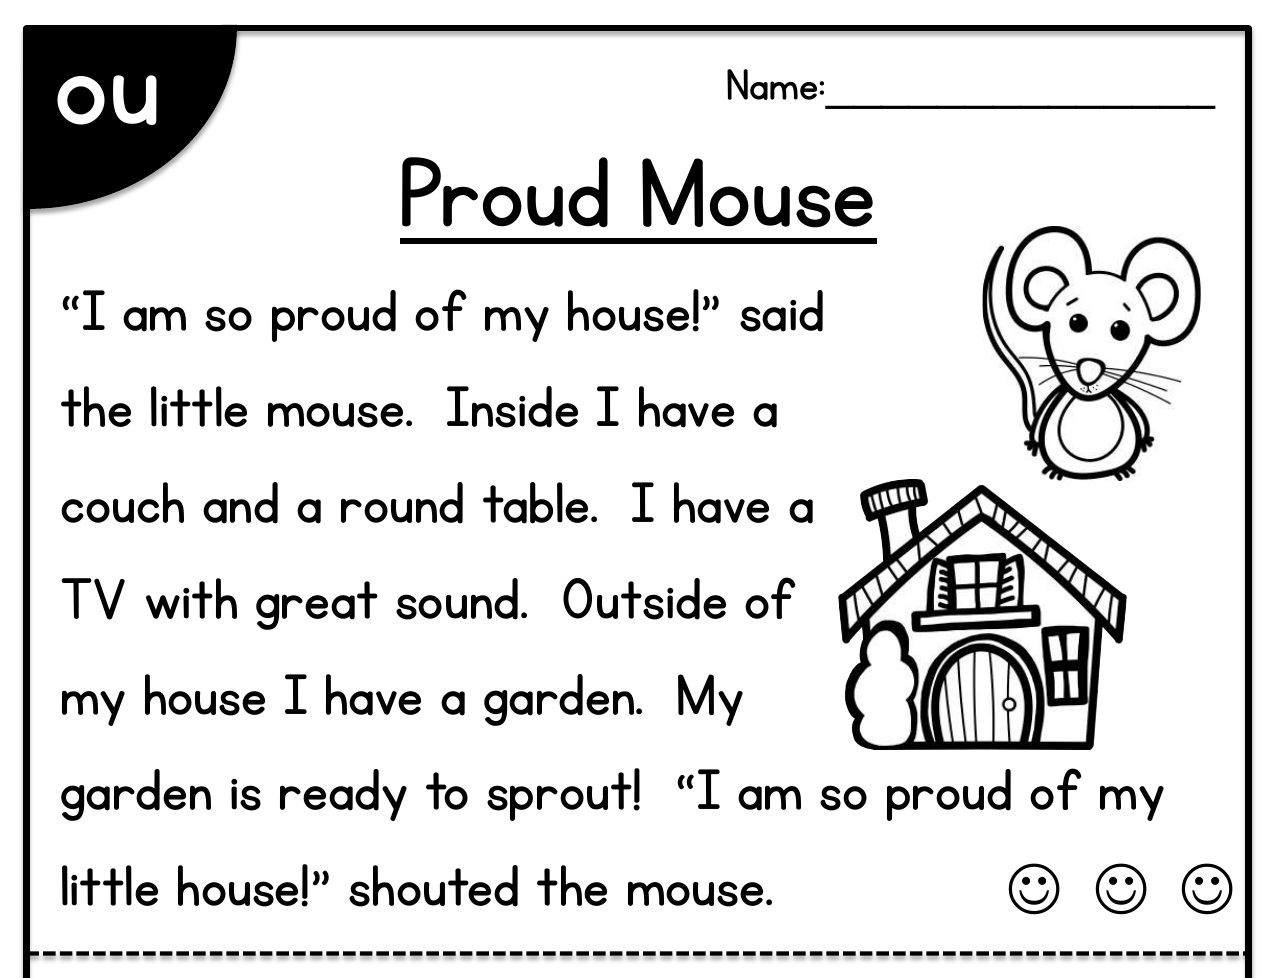 ou
Name:
Proud Mouse
“I am so proud of my house!” said
the little mouse.  Inside I have a
couch and a round table.  I have a
TV with great sound.  Outside of
my house I have a garden.  My
garden is ready to sprout!  “I am so proud of my
little house!” shouted the mouse.